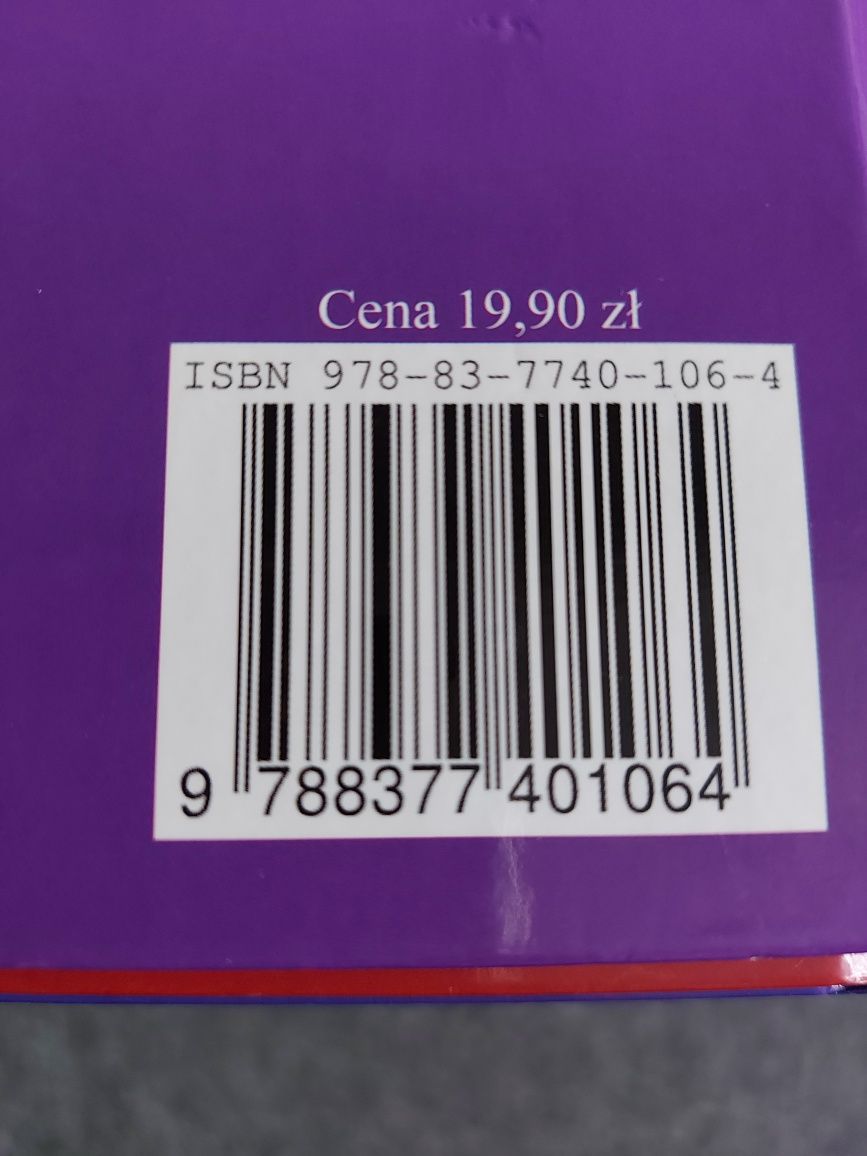 Cena 19,90 zł
ISBN 978-83-7740-106-4
9 788377 401064